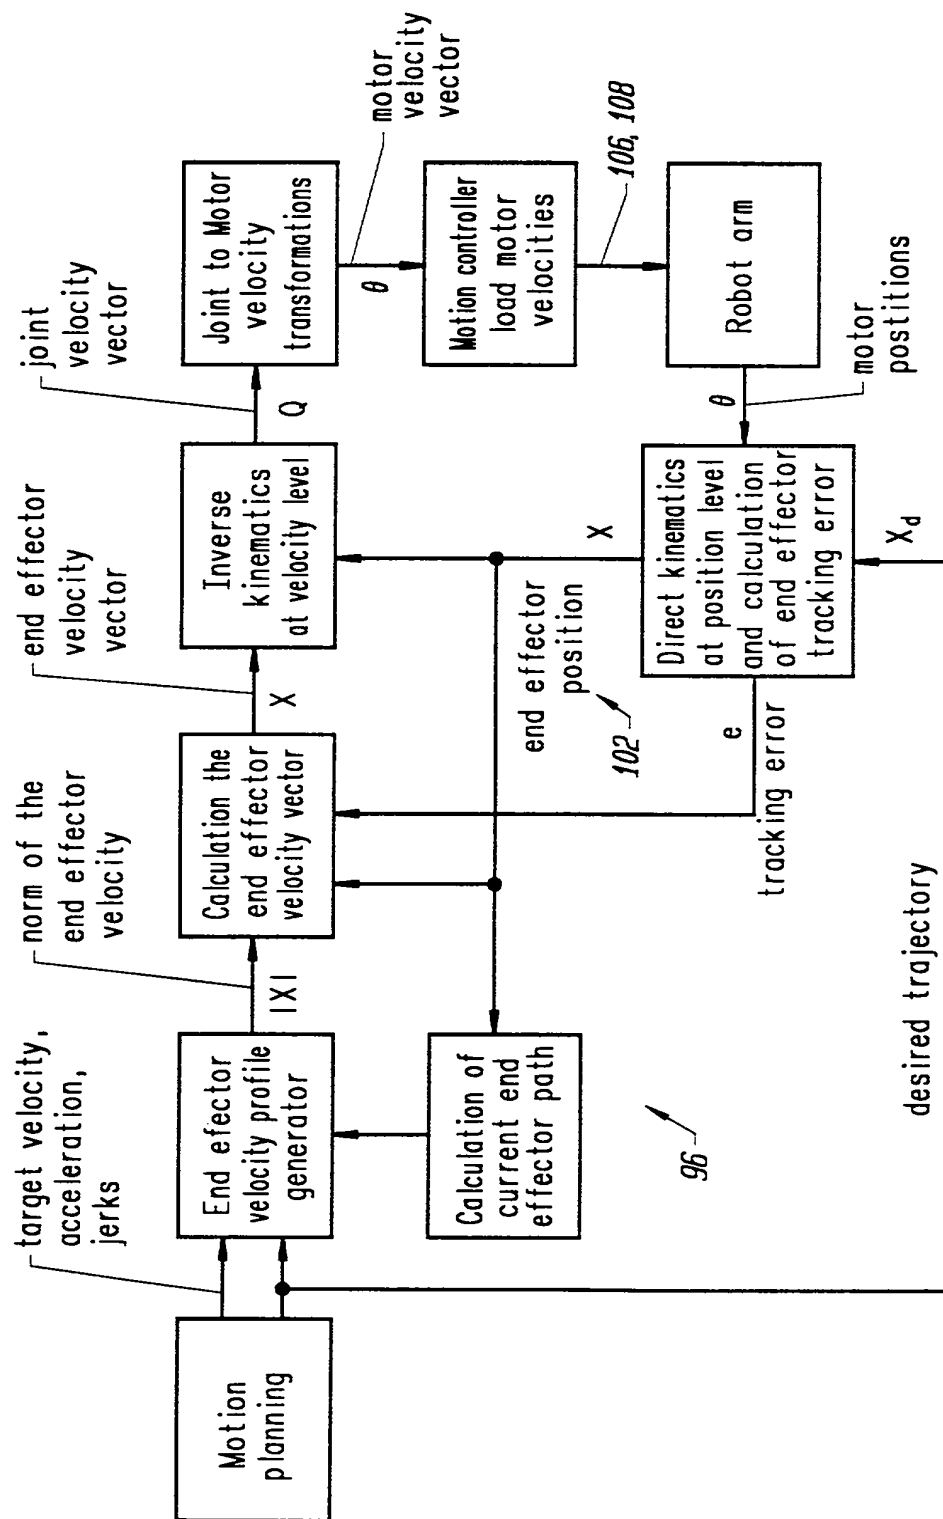 target velocity,
acceleration,
jerks
norm of the
end effector
velocity
end effector
velocity
vector
joint
velocity
vector
Motion
planning
End efector
velocity profile
generator
|X|
Calculation the
end effector
velocity vector
X
Inverse
kinematics
at velocity level
Q
Joint to Motor
velocity
transformations
θ
motor
velocity
vector
Calculation of
current end
effector path
end effector
position
102
X
Motion controller
load motor
velocities
106, 108
96
tracking error
e
Direct kinematics
at position level
and calculation
of end effector
tracking error
θ
motor
postitions
Robot arm
X_d
desired trajectory